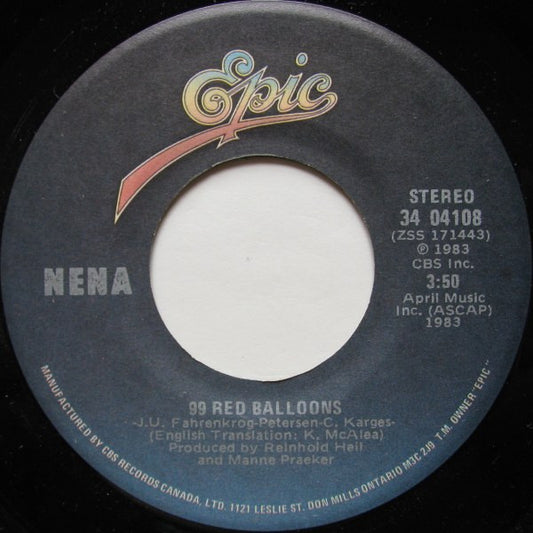 Epic
STEREO
34 04108
(ZSS 171443)
℗ 1983
CBS Inc.
3:50
April Music
Inc. (ASCAP)
1983
NENA
99 RED BALLOONS
-J.U. Fahrenkrog-Petersen-C. Karges-
(English Translation: K. McAlea)
Produced by Reinhold Heil
and Manne Praeker
MANUFACTURED BY CBS RECORDS CANADA, LTD. 1121 LESLIE ST. DON MILLS ONTARIO M3C 2J9 T.M. OWNER "EPIC"